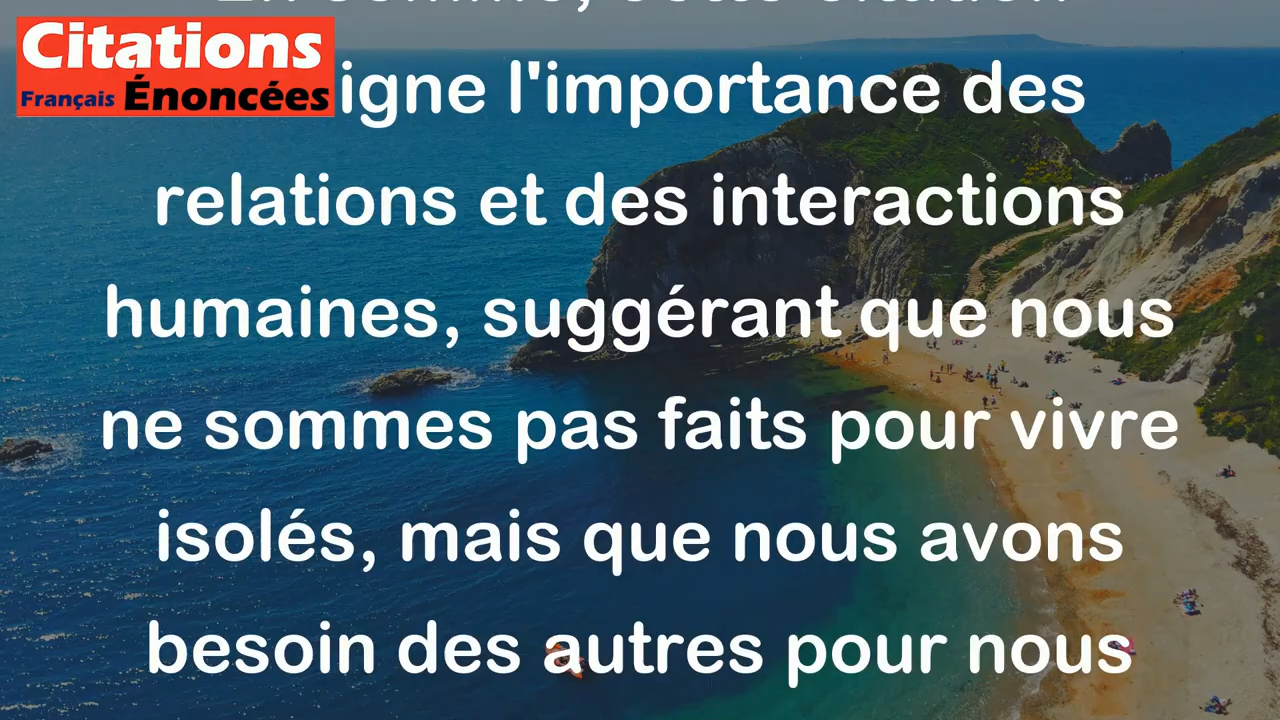 Citations
Français Énoncées
igne l'importance des
relations et des interactions
humaines, suggérant que nous
ne sommes pas faits pour vivre
isolés, mais que nous avons
besoin des autres pour nous